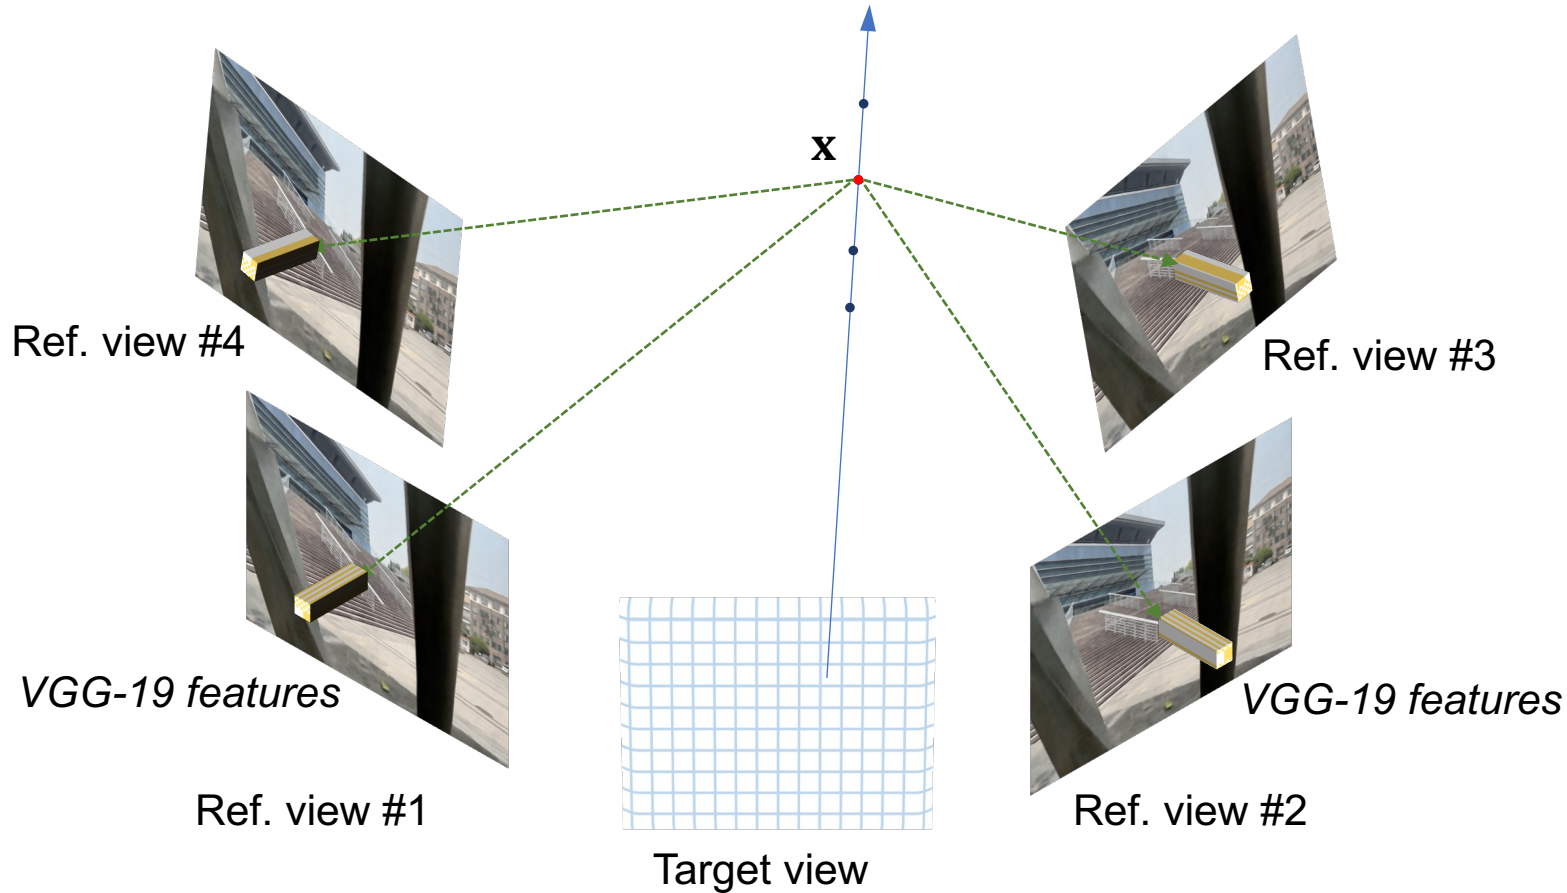 x
Ref. view #4
Ref. view #3
VGG-19 features
VGG-19 features
Ref. view #1
Ref. view #2
Target view